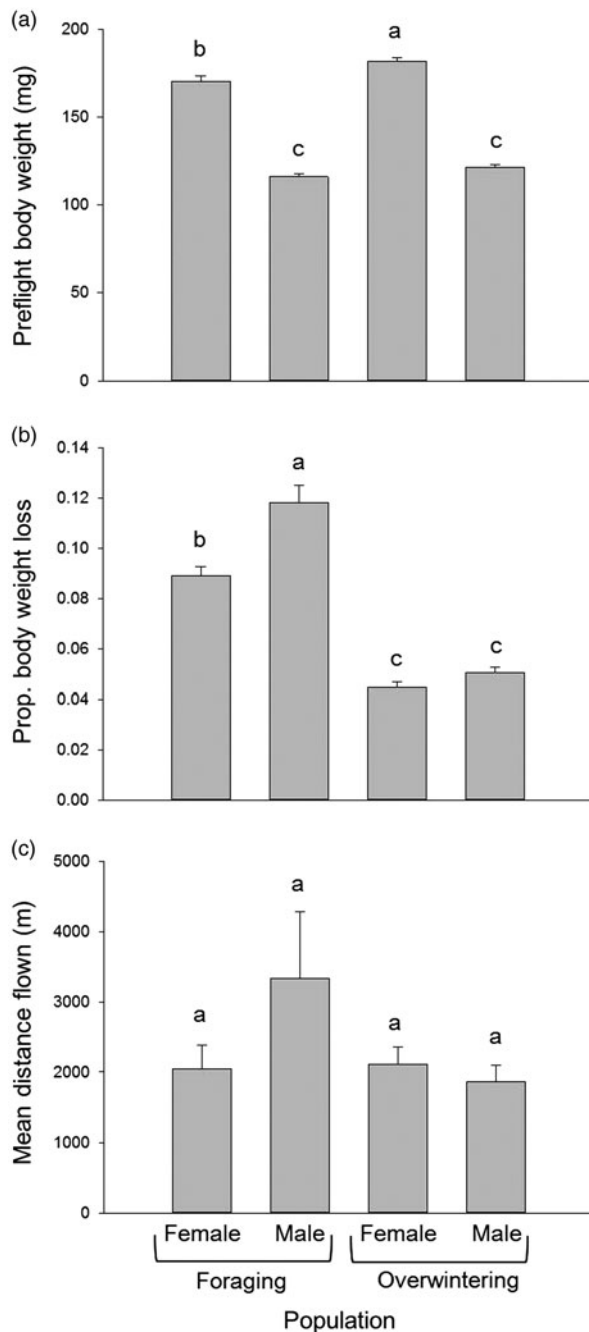 (a)
Preflight body weight (mg)
200
150
100
50
0
b
c
a
c
(b)
Prop. body weight loss
0.14
0.12
0.10
0.08
0.06
0.04
0.02
0.00
b
a
c
c
(c)
Mean distance flown (m)
5000
4000
3000
2000
1000
0
a
a
a
a
Female Male Female Male
Foraging Overwintering
Population